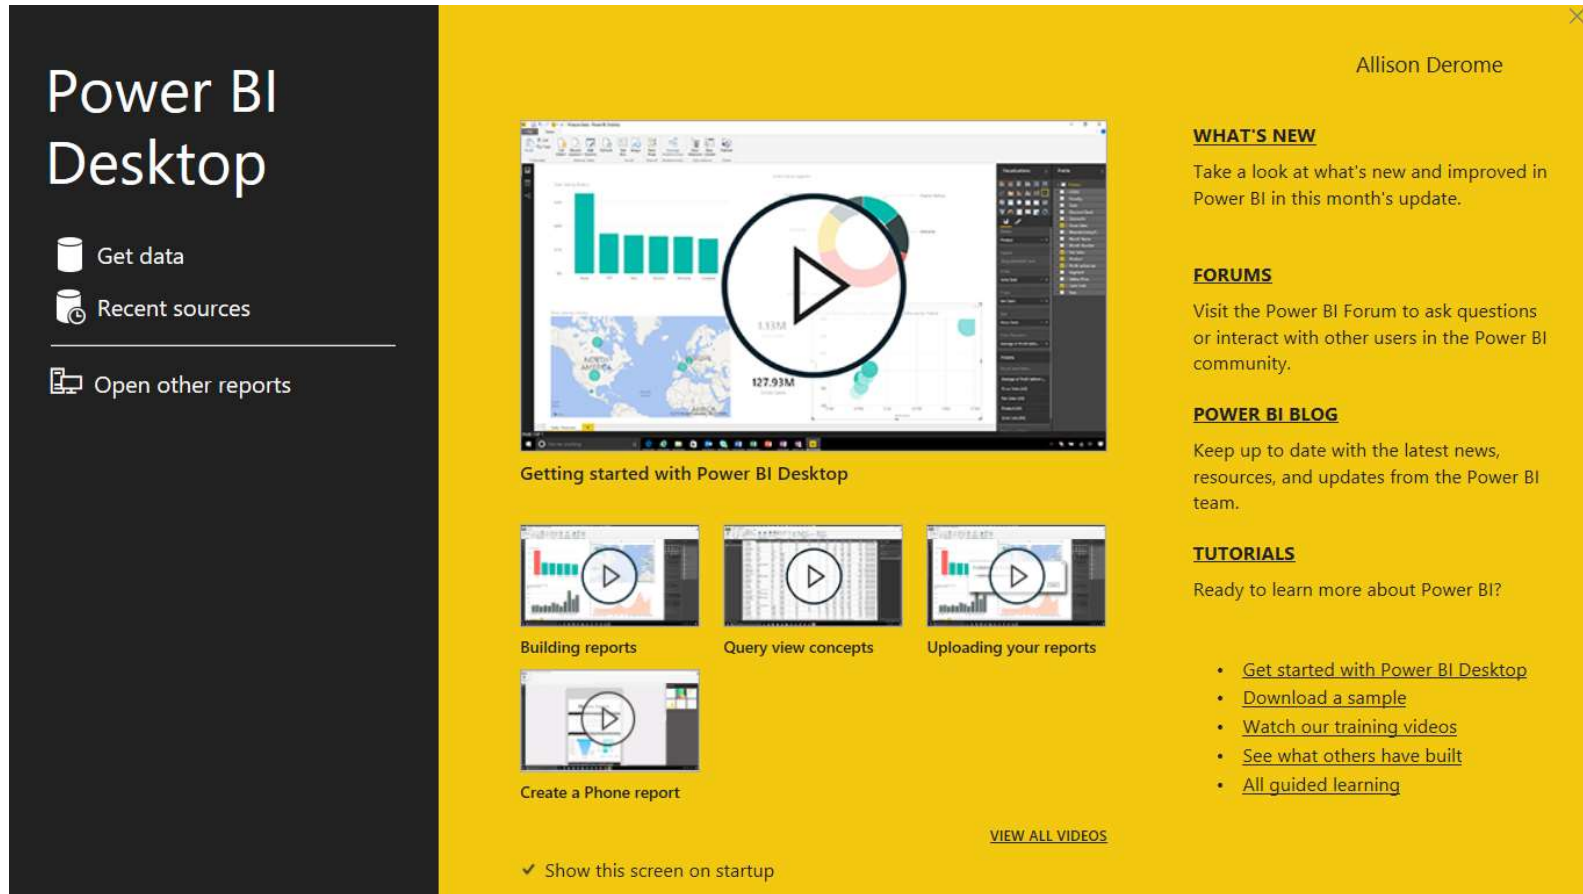 Power BI
Desktop
Get data
Recent sources
Open other reports
Allison Derome
1.13M
127.93M
NORTH
AMERICA
Getting started with Power BI Desktop
Building reports
Query view concepts
Uploading your reports
Create a Phone report
VIEW ALL VIDEOS
Show this screen on startup
WHAT'S NEW
Take a look at what's new and improved in
Power BI in this month's update.
FORUMS
Visit the Power BI Forum to ask questions
or interact with other users in the Power BI
community.
POWER BI BLOG
Keep up to date with the latest news,
resources, and updates from the Power BI
team.
TUTORIALS
Ready to learn more about Power BI?
• Get started with Power BI Desktop
• Download a sample
• Watch our training videos
• See what others have built
• All guided learning